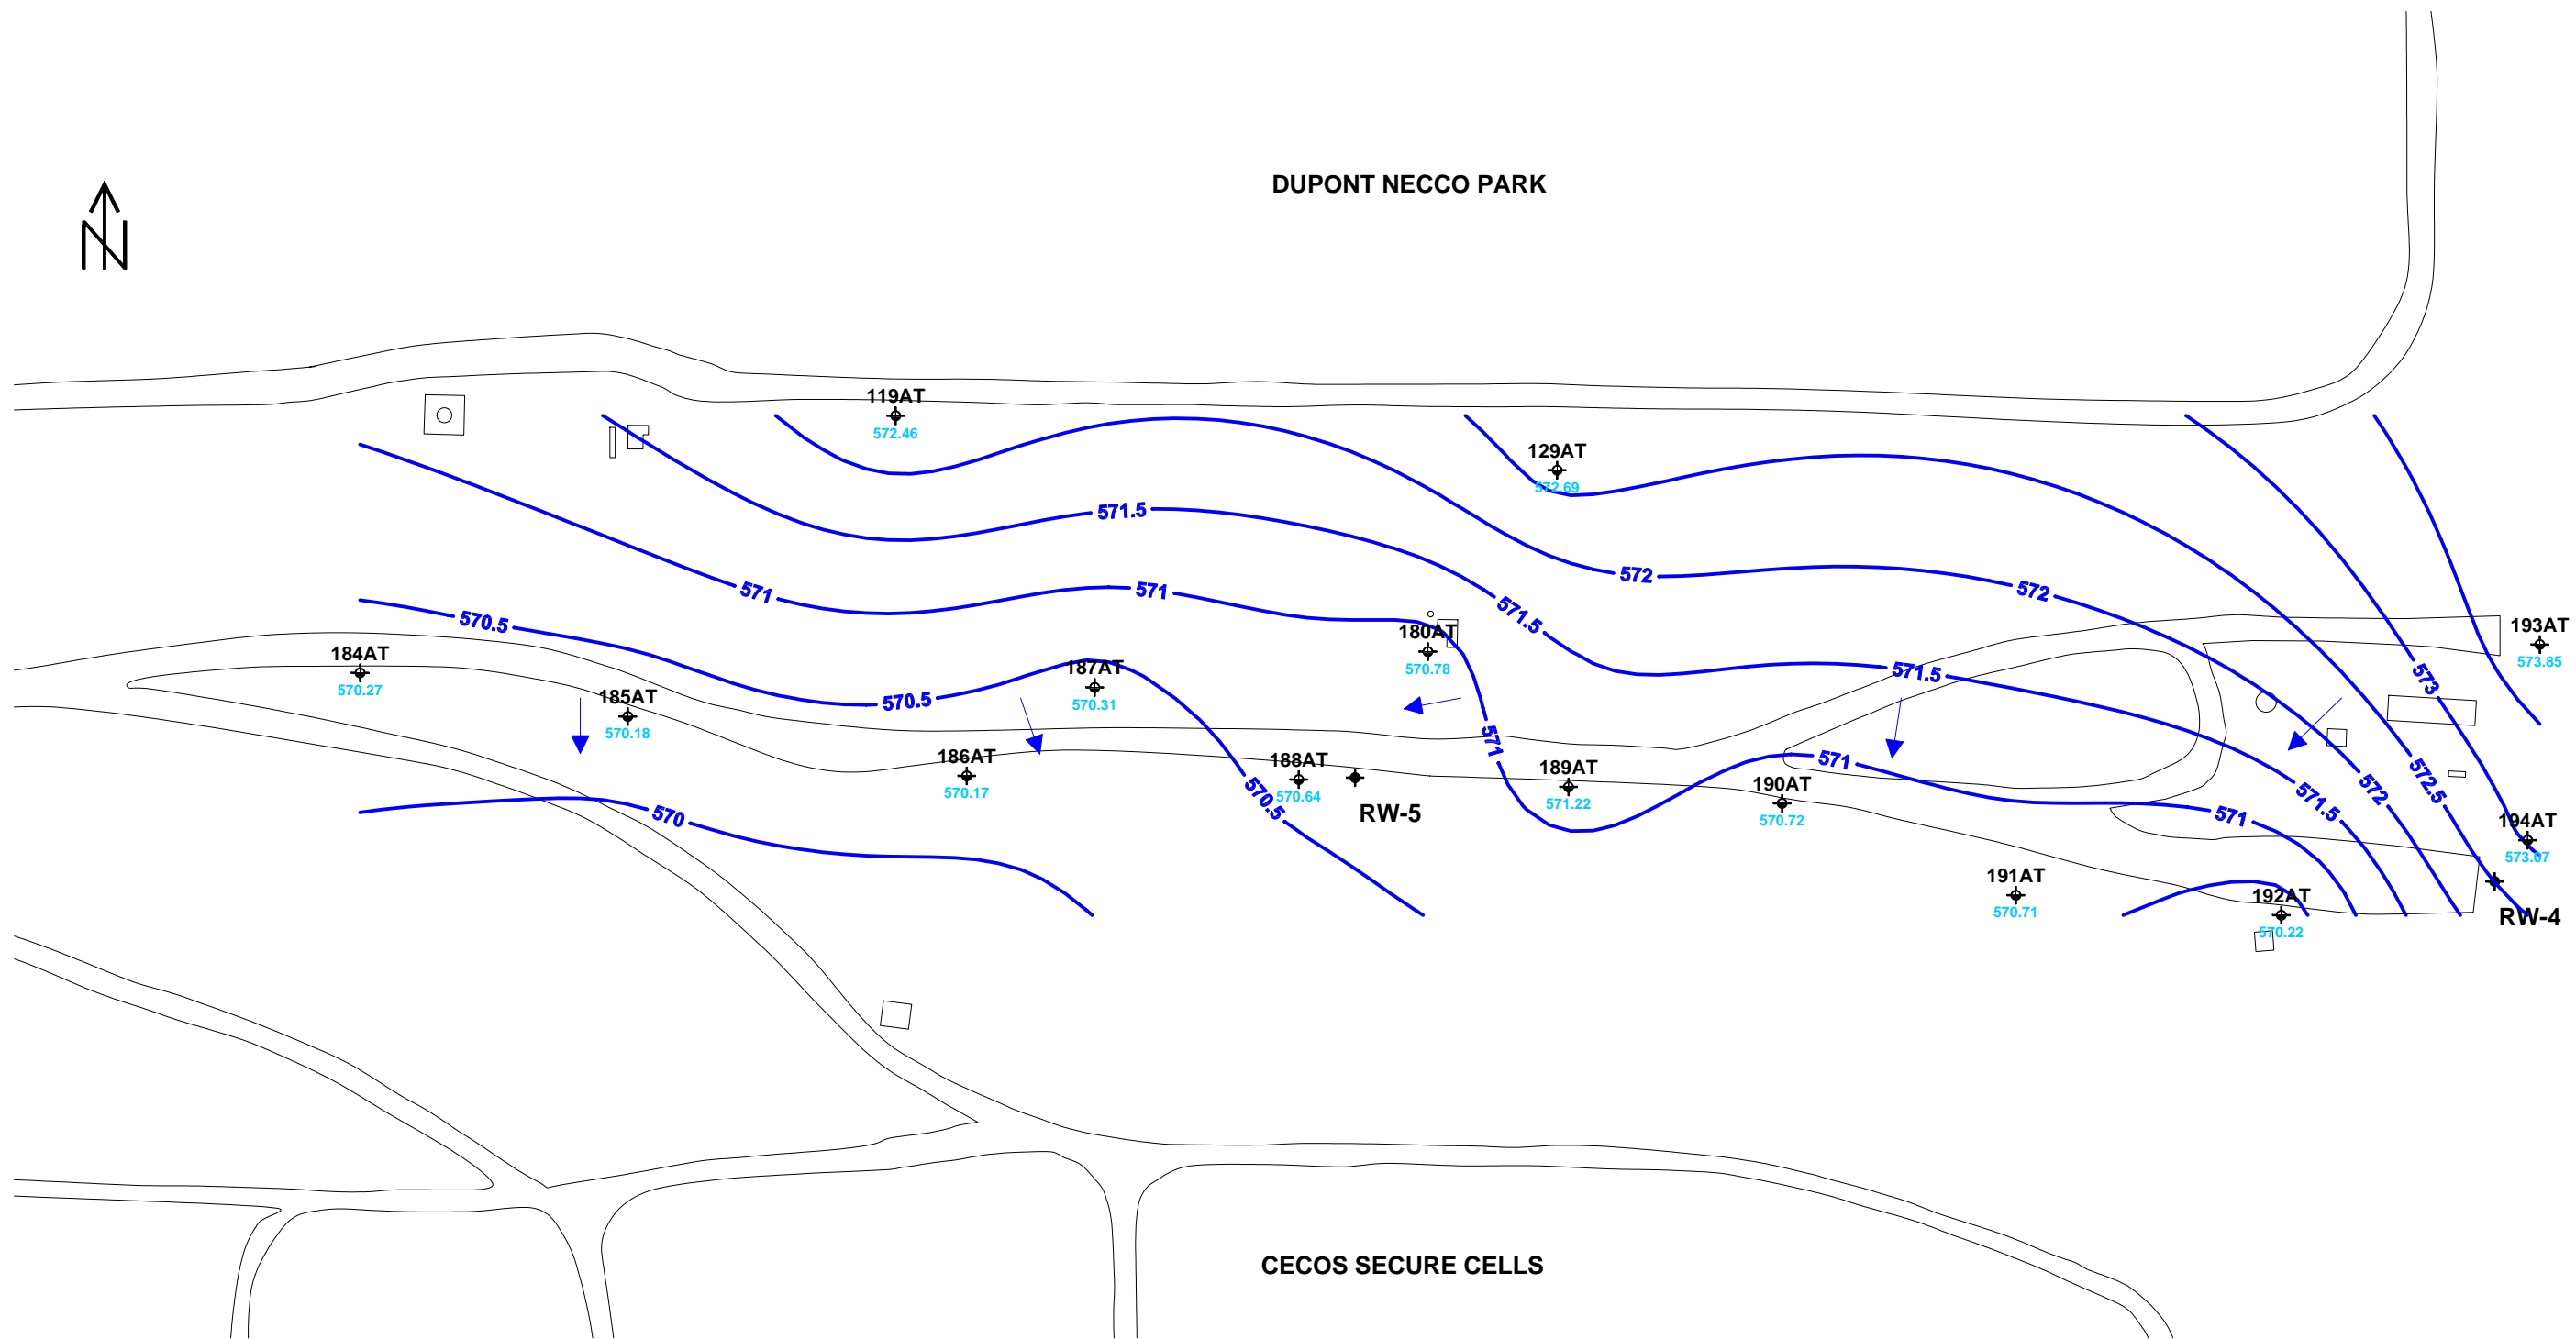 DUPONT NECCO PARK
N
119AT
572.46
129AT
572.69
571.5
572
572
571
571
571.5
180AT
570.78
570.5
193AT
573.85
184AT
570.27
187AT
570.31
571.5
573
185AT
570.18
570.5
571
186AT
570.17
188AT
570.64
RW-5
570.5
189AT
571.22
190AT
570.72
571
572.5
572
571.5
571
570
194AT
573.07
191AT
570.71
192AT
570.22
RW-4
CECOS SECURE CELLS